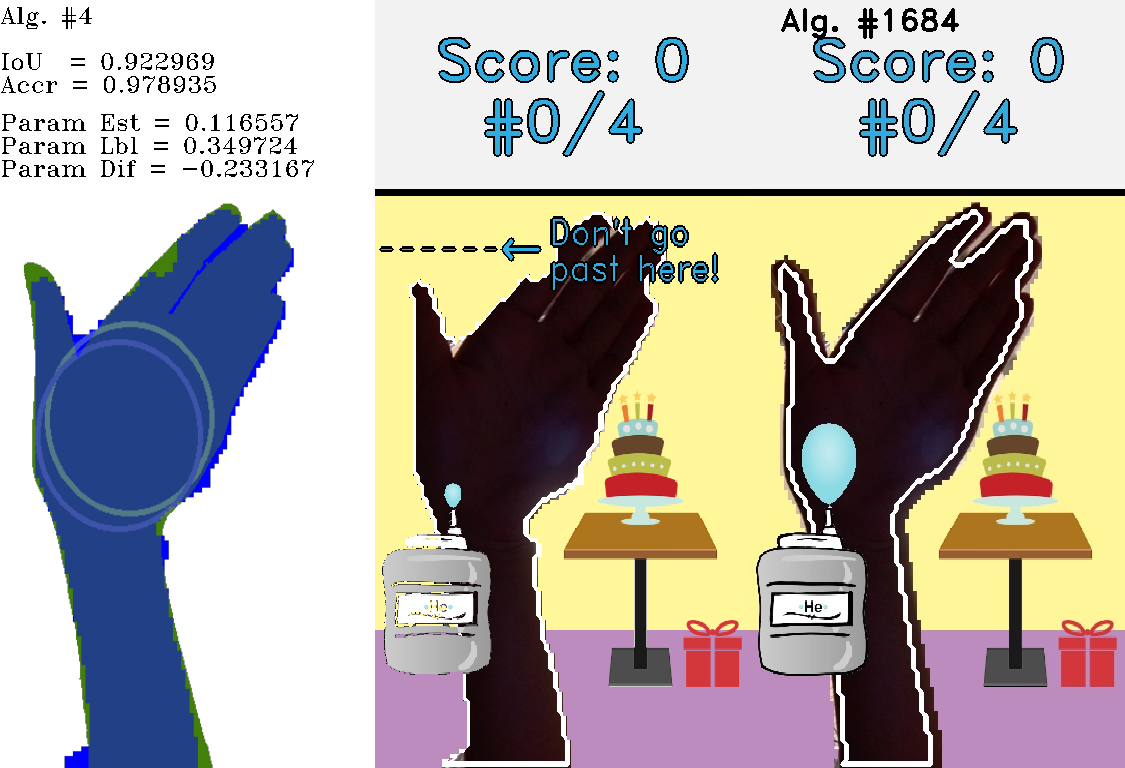 Alg. #4
IoU = 0.922969
Accr = 0.978935
Param Est = 0.116557
Param Lbl = 0.349724
Param Dif = −0.233167
Score: 0
#0/4
Don't go
past here!
He
Alg. #1684
Score: 0
#0/4
He